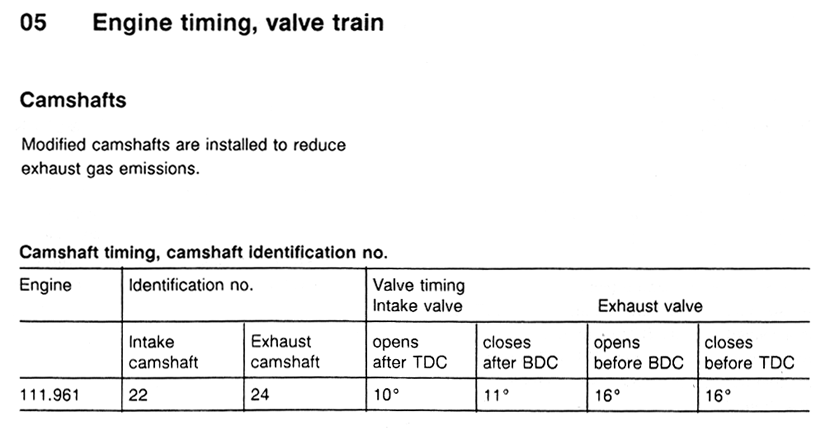 05 Engine timing, valve train
Camshafts
Modified camshafts are installed to reduce
exhaust gas emissions.
Camshaft timing, camshaft identification no.
Engine Identification no. Valve timing
Intake valve Exhaust valve
Intake Exhaust opens closes opens closes
camshaft camshaft after TDC after BDC before BDC before TDC
111.961 22 24 10° 11° 16° 16°